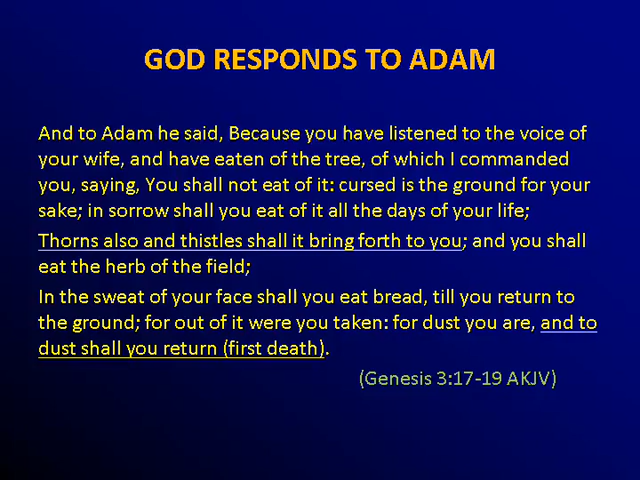 GOD RESPONDS TO ADAM
And to Adam he said, Because you have listened to the voice of
your wife, and have eaten of the tree, of which I commanded
you, saying, You shall not eat of it: cursed is the ground for your
sake; in sorrow shall you eat of it all the days of your life;
Thorns also and thistles shall it bring forth to you; and you shall
eat the herb of the field;
In the sweat of your face shall you eat bread, till you return to
the ground; for out of it were you taken: for dust you are, and to
dust shall you return (first death).
(Genesis 3:17-19 AKJV)